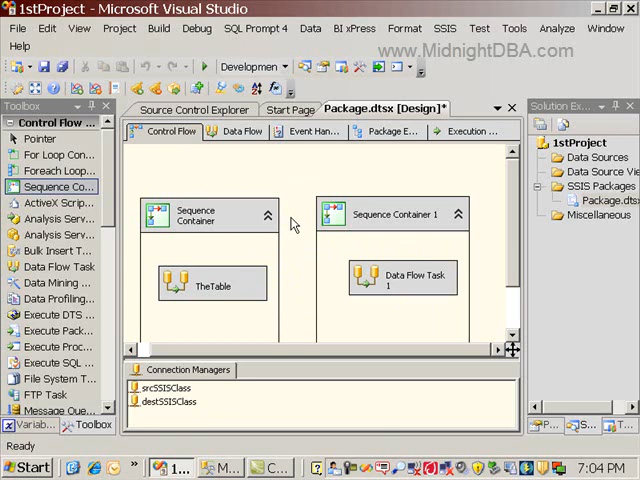 1stProject - Microsoft Visual Studio
File Edit View Project Build Debug SQL Prompt 4 Data BI xPress Format SSIS Tools Analyze Window
Help
www.MidnightDBA.com
Developmen
Toolbox
Source Control Explorer Start Page Package.dtsx [Design]*
Solution Ex...
Control Flow ...
Control Flow Data Flow Event Han... Package E... Execution ...
Pointer
For Loop Con...
Foreach Loop...
Sequence Co...
ActiveX Scrip...
Analysis Serv...
Analysis Serv...
Bulk Insert T...
Data Flow Task
Data Mining ...
Data Profiling...
Execute DTS ...
Execute Pack...
Execute Proc...
Execute SQL ...
File System T...
FTP Task
Message Queue
Sequence
Container
TheTable
Sequence Container 1
Data Flow Task
1
Connection Managers
srcSSISClass
destSSISClass
1stProject
Data Sources
Data Source Vie
SSIS Packages
Package.dtsx
Miscellaneous
Variab... Toolbox
P... S... T...
Ready
Start 1... M... C... 7:04 PM